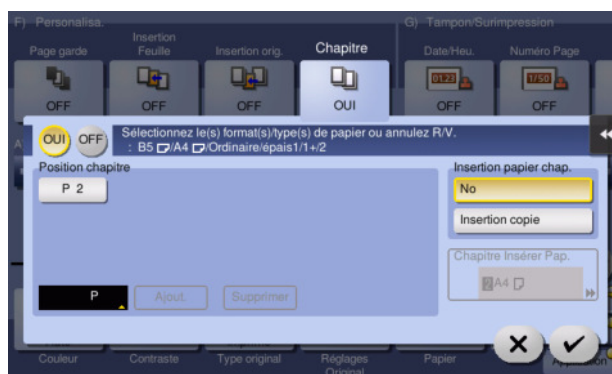 F) Personalisa.
G) Tampon/Surimpression
Page garde
Insertion
Feuille
Insertion orig.
Chapitre
Date/Heu.
Numéro Page
OFF
OFF
OFF
OUI
OFF
OFF
OUI
OFF
Sélectionnez le(s) format(s)/type(s) de papier ou annulez R/V.
: B5 /A4 /Ordinaire/épais1/1+/2
Position chapitre
P 2
Insertion papier chap.
No
Insertion copie
Chapitre Insérer Pap.
2 A4
P
Ajout.
Supprimer
Couleur
Contraste
Type original
Réglages
Original
Papier